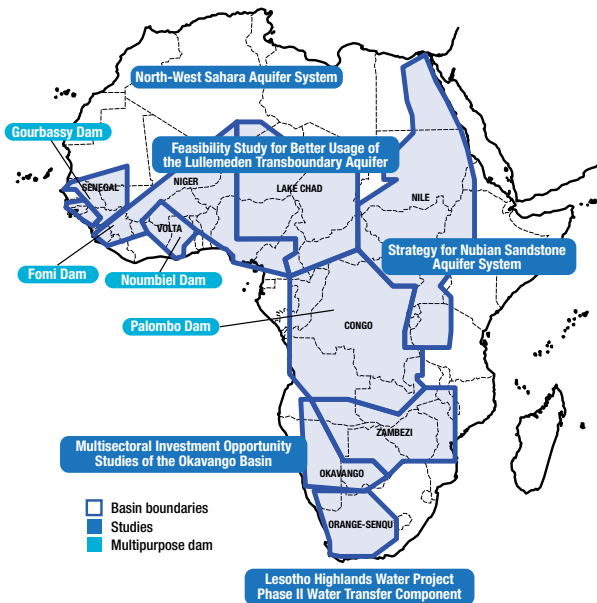 North-West Sahara Aquifer System
Gourbassy Dam
Feasibility Study for Better Usage of
the Lullemeden Transboundary Aquifer
SENEGAL
NIGER
LAKE CHAD
NILE
VOLTA
Strategy for Nubian Sandstone
Aquifer System
Fomi Dam
Noumbiel Dam
Palombo Dam
CONGO
ZAMBEZI
Multisectoral Investment Opportunity
Studies of the Okavango Basin
OKAVANGO
Basin boundaries
Studies
Multipurpose dam
ORANGE-SENQU
Lesotho Highlands Water Project
Phase II Water Transfer Component